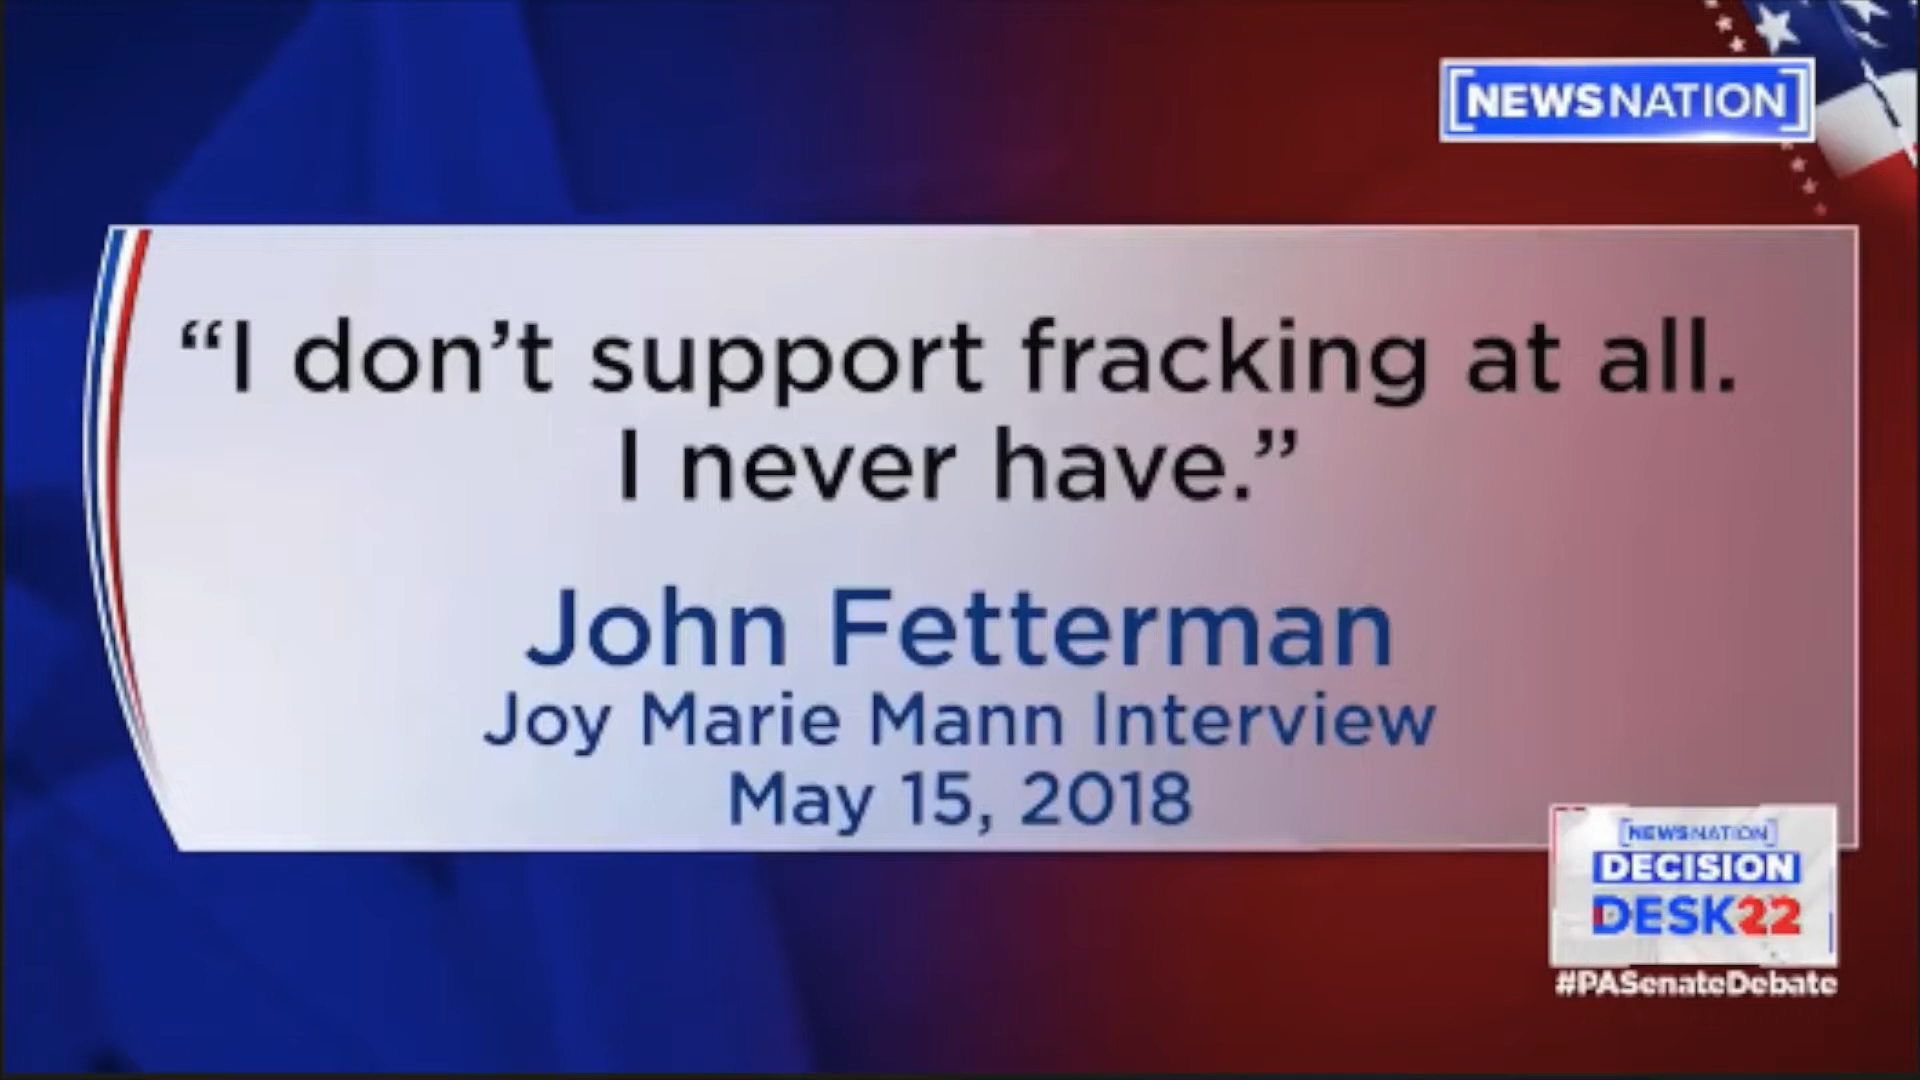 [NEWSNATION]
“I don’t support fracking at all.
I never have.”
John Fetterman
Joy Marie Mann Interview
May 15, 2018
[NEWSNATION]
DECISION
DESK22
#PASenateDebate